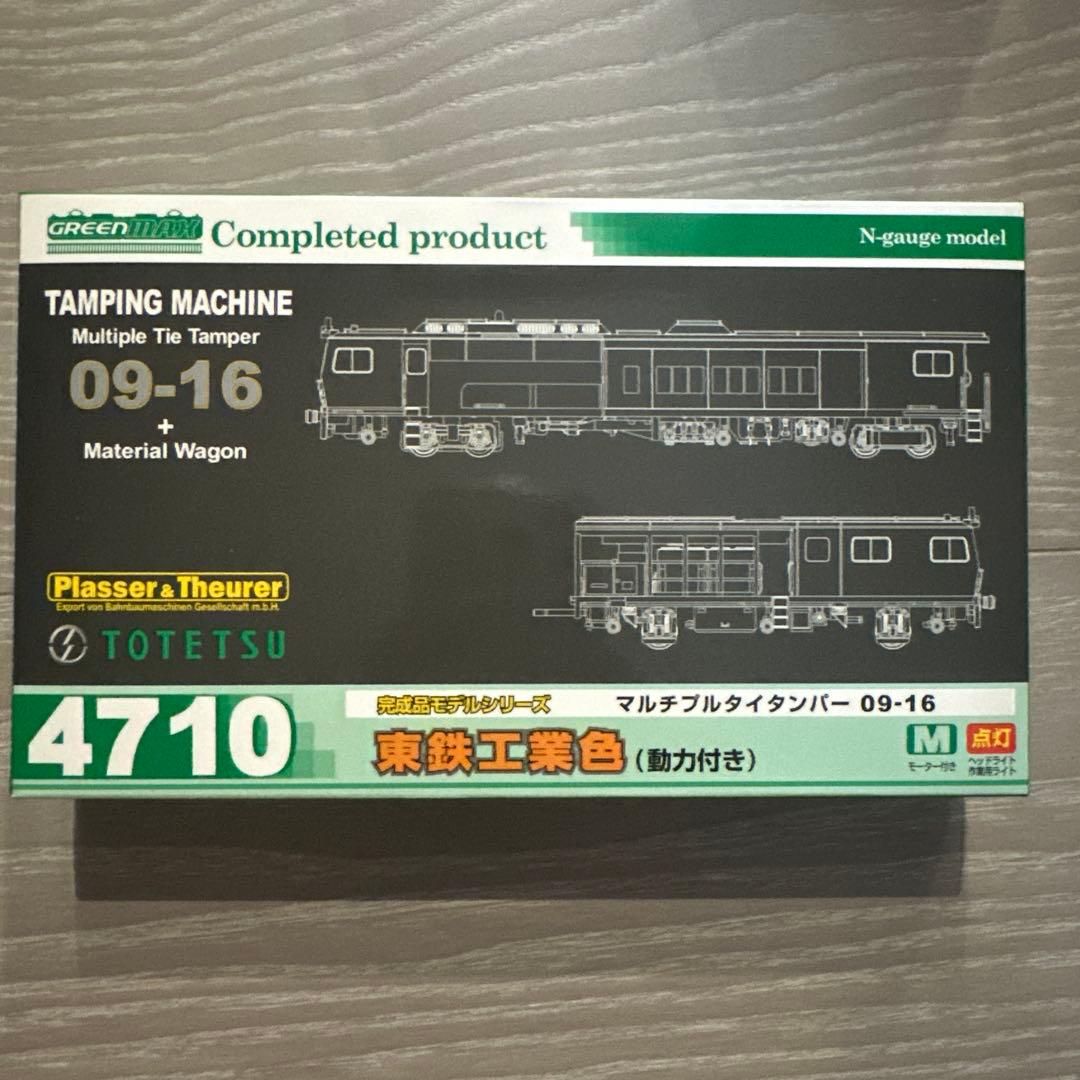 GREENMAX Completed product
N-gauge model
TAMPING MACHINE
Multiple Tie Tamper
09-16
+
Material Wagon
Plasser & Theurer
Export von Bahnbaumaschinen Gesellschaft m.b.H.
TOTETSU
4710
完成品モデルシリーズ
マルチプルタイタンパー 09-16
東鉄工業色(動力付き)
M
モーター付き
点灯
ヘッドライト
作業用ライト